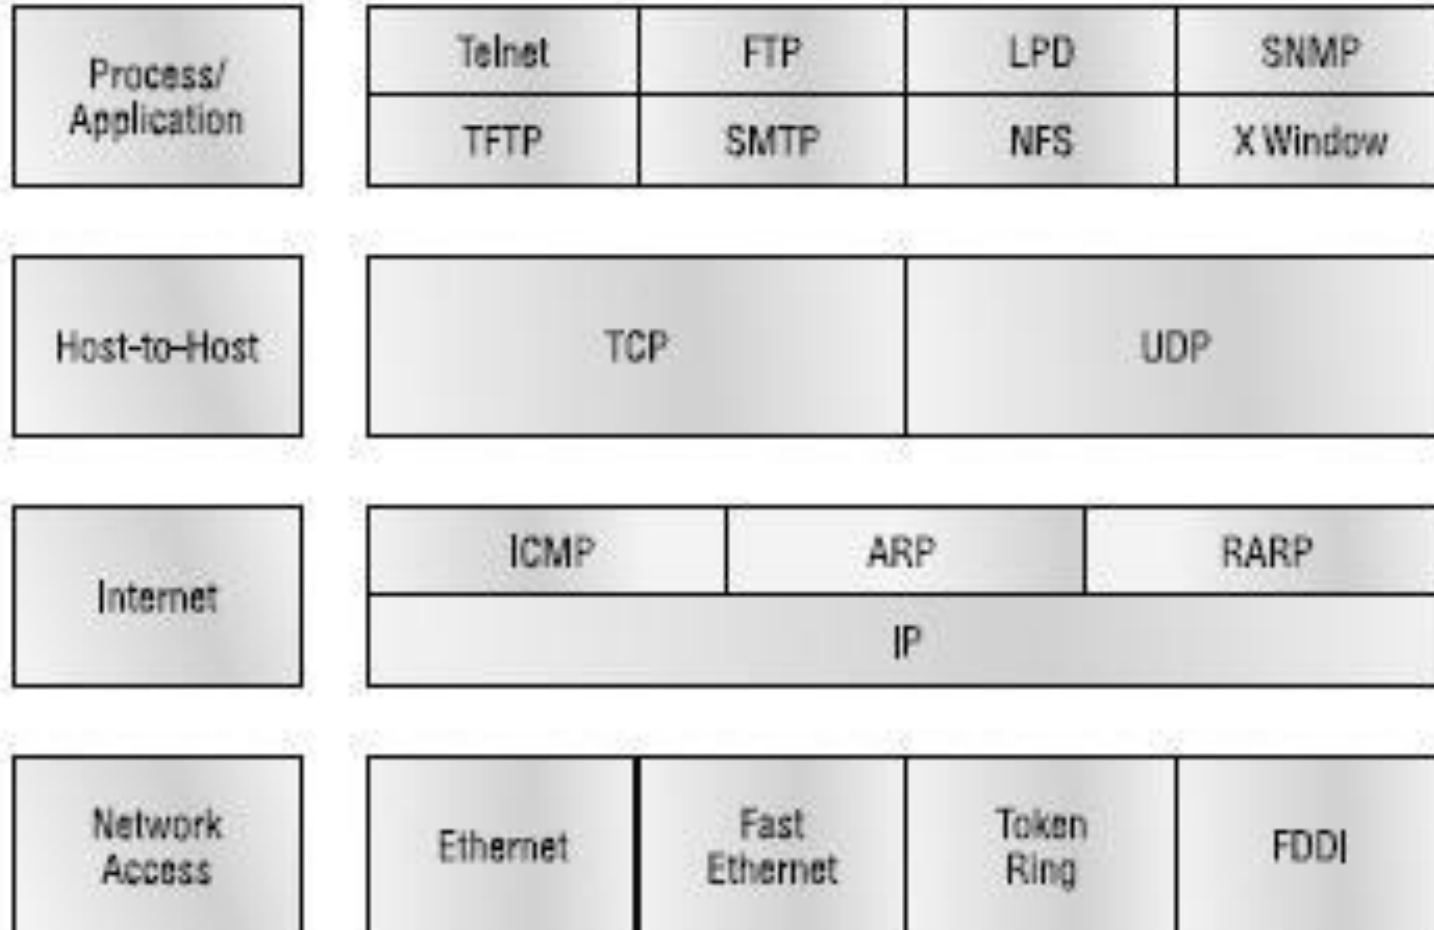 Process/
Application
Telnet
FTP
LPD
SNMP
TFTP
SMTP
NFS
X Window
Host-to-Host
TCP
UDP
Internet
ICMP
ARP
RARP
IP
Network
Access
Ethernet
Fast
Ethernet
Token
Ring
FDDI